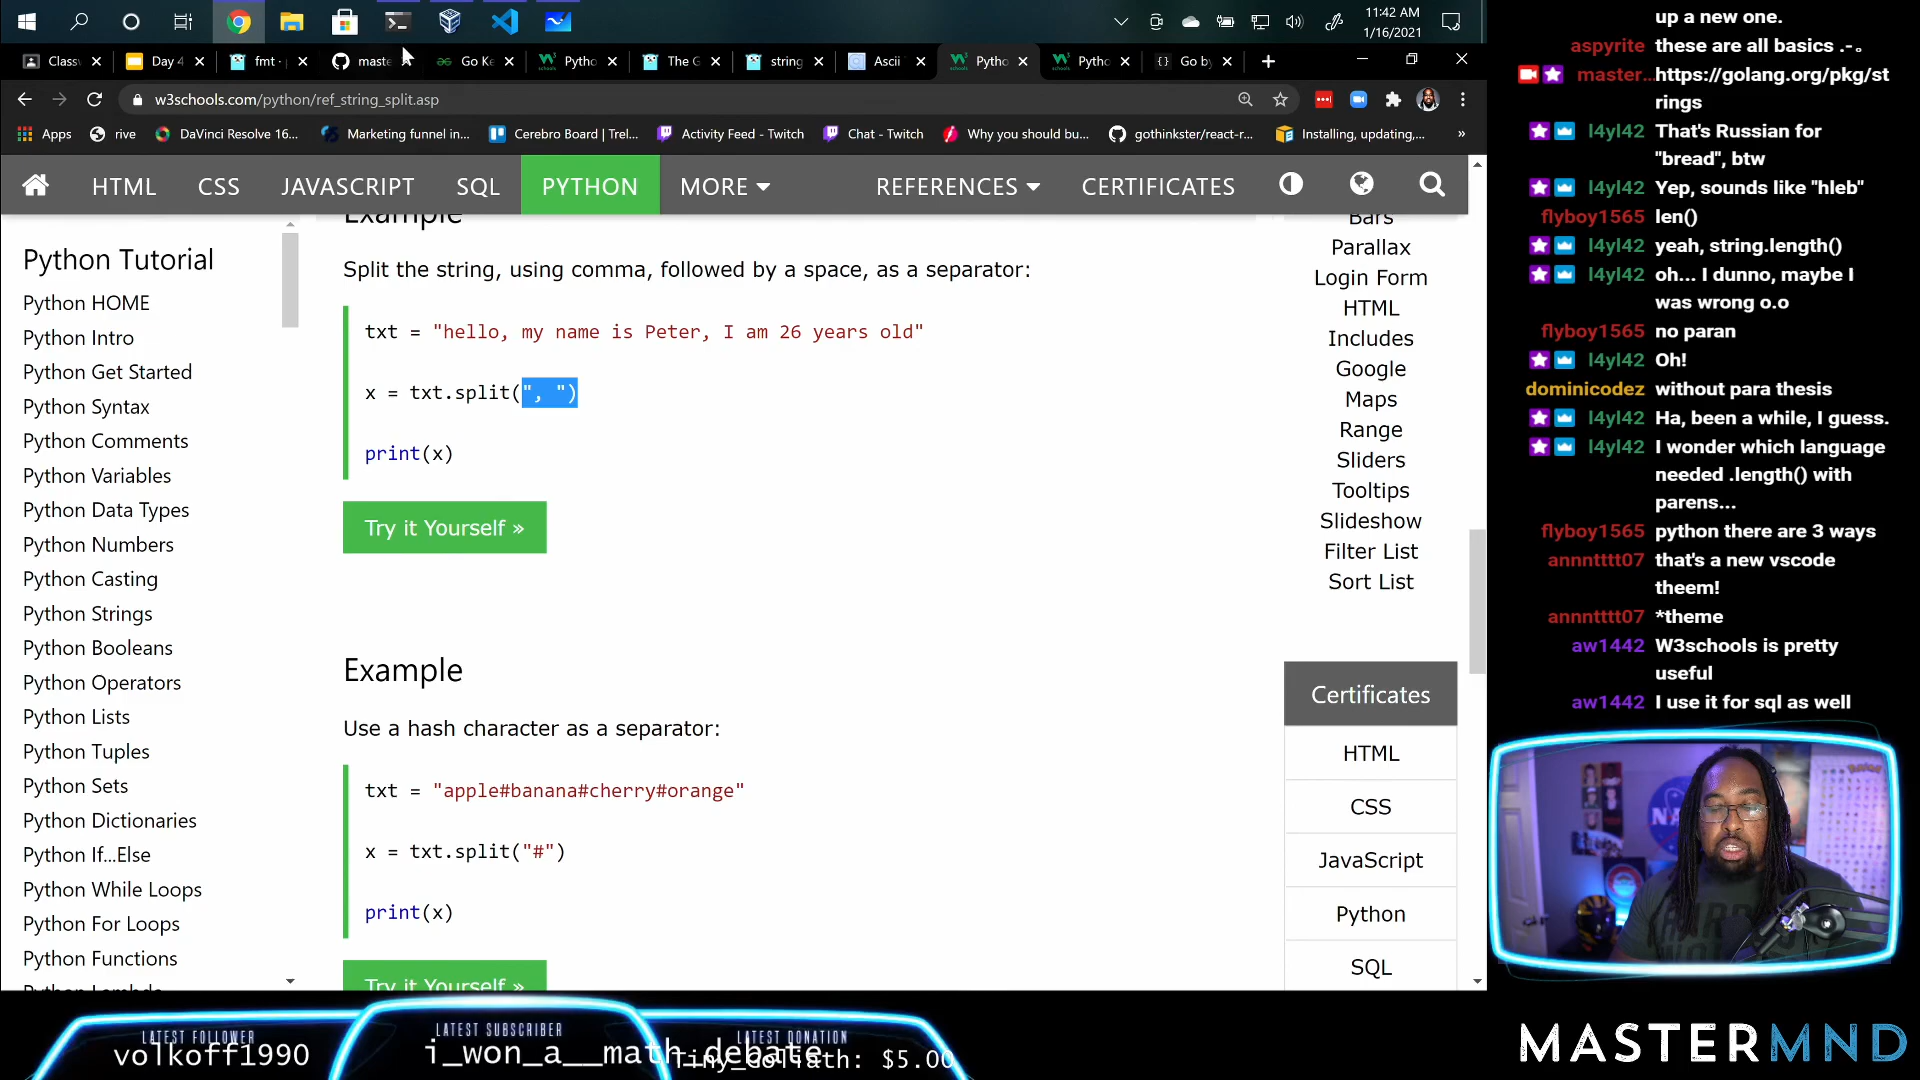 11:42 AM
1/16/2021
Class
Day 4
fmt -
maste
Go Ke
Pytho
The G
string
Ascii
Pytho
Pytho
Go by
w3schools.com/python/ref_string_split.asp
Apps
rive
DaVinci Resolve 16...
Marketing funnel in...
Cerebro Board | Trel...
Activity Feed - Twitch
Chat - Twitch
Why you should bu...
gothinkster/react-r...
Installing, updating,...
»
HTML
CSS
JAVASCRIPT
SQL
PYTHON
MORE
REFERENCES
CERTIFICATES
Python Tutorial
Python HOME
Python Intro
Python Get Started
Python Syntax
Python Comments
Python Variables
Python Data Types
Python Numbers
Python Casting
Python Strings
Python Booleans
Python Operators
Python Lists
Python Tuples
Python Sets
Python Dictionaries
Python If...Else
Python While Loops
Python For Loops
Python Functions
Python Lambda
Example
Split the string, using comma, followed by a space, as a separator:
txt = "hello, my name is Peter, I am 26 years old"
x = txt.split(", ")
print(x)
Try it Yourself »
Example
Use a hash character as a separator:
txt = "apple#banana#cherry#orange"
x = txt.split("#")
print(x)
Try it Yourself »
Bars
Parallax
Login Form
HTML
Includes
Google
Maps
Range
Sliders
Tooltips
Slideshow
Filter List
Sort List
Certificates
HTML
CSS
JavaScript
Python
SQL
up a new one.
aspyrite these are all basics .-。
master... https://golang.org/pkg/st
rings
l4yl42 That's Russian for
"bread", btw
l4yl42 Yep, sounds like "hleb"
flyboy1565 len()
l4yl42 yeah, string.length()
l4yl42 oh... I dunno, maybe I
was wrong o.o
flyboy1565 no paran
l4yl42 Oh!
dominicodez without para thesis
l4yl42 Ha, been a while, I guess.
l4yl42 I wonder which language
needed .length() with
parens...
flyboy1565 python there are 3 ways
annntttt07 that's a new vscode
theem!
annntttt07 *theme
aw1442 W3schools is pretty
useful
aw1442 I use it for sql as well
LATEST FOLLOWER
volkoff1990
LATEST SUBSCRIBER
i_won_a__math_debate
LATEST DONATION
Tiny_Goliath: $5.00
MASTERMND